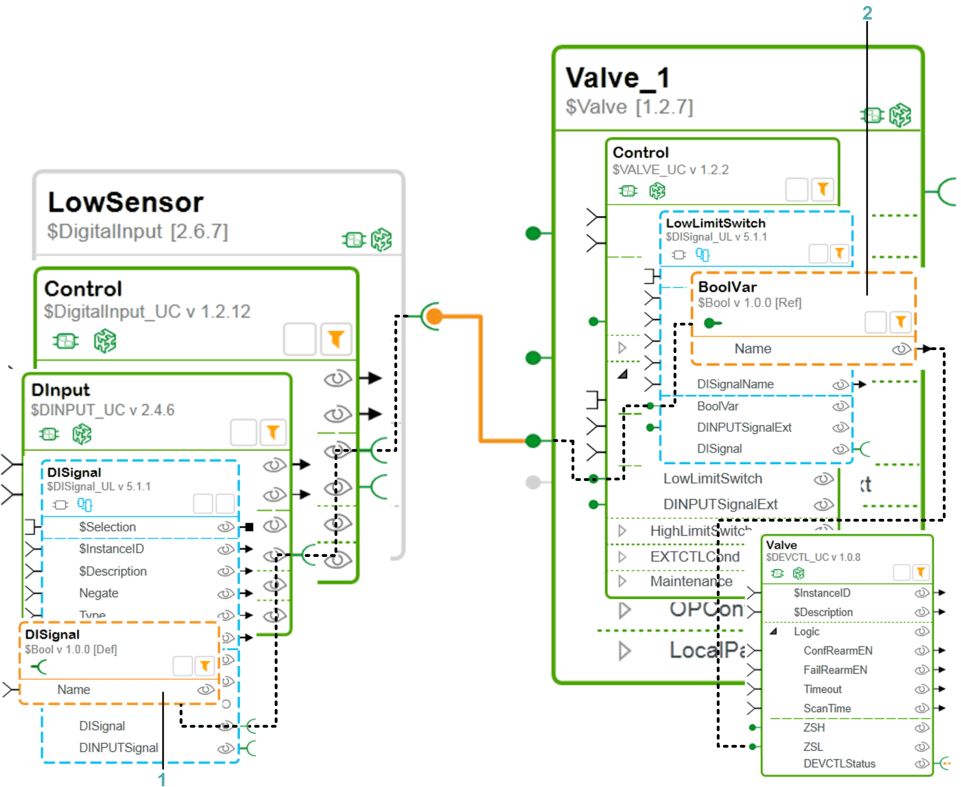 2
Valve_1
$Valve [1.2.7]
Control
$VALVE_UC v 1.2.2
LowLimitSwitch
$DISignal_UL v 5.1.1
BoolVar
$Bool v 1.0.0 [Ref]
Name
DISignalName
BoolVar
DINPUTSignalExt
DISignal
LowLimitSwitch
DINPUTSignalExt
HighLimitSwitch
EXTCTLCond
Maintenance
LowSensor
$DigitalInput [2.6.7]
Control
$DigitalInput_UC v 1.2.12
DInput
$DINPUT_UC v 2.4.6
DISignal
$DISignal_UL v 5.1.1
$Selection
$InstanceID
$Description
Negate
Type
DISignal
$Bool v 1.0.0 [Def]
Name
DISignal
DINPUTSignal
1
Valve
$DEVCTL_UC v 1.0.8
$InstanceID
$Description
Logic
ConfRearmEN
FailRearmEN
Timeout
ScanTime
ZSH
ZSL
DEVCTLStatus